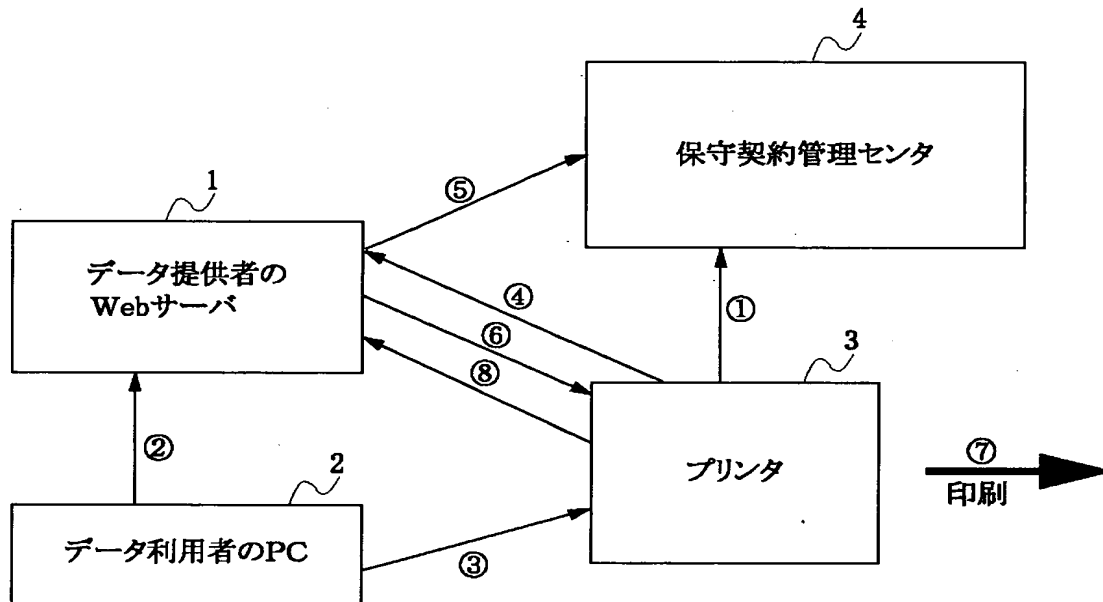 4
保守契約管理センタ
1
⑤
データ提供者の
Webサーバ
④
①
⑥
3
⑧
②
プリンタ
⑦
2
印刷
データ利用者のPC
③